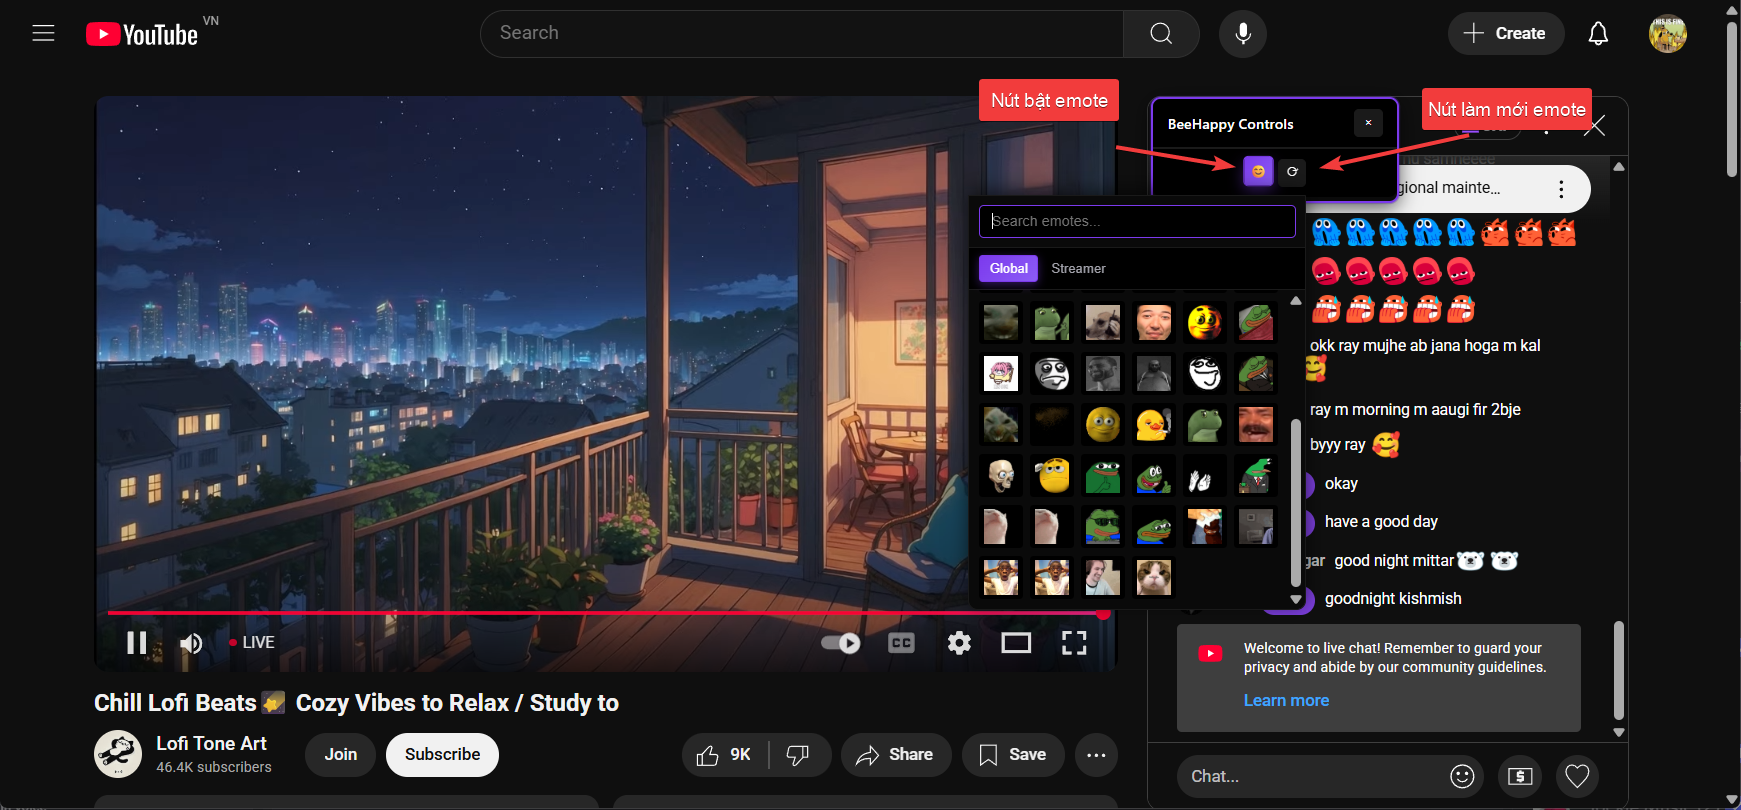 YouTube VN
Search
Create
Nút bật emote
Nút làm mới emote
BeeHappy Controls
gional mainte...
Search emotes...
Global
Streamer
okk ray mujhe ab jana hoga m kal
ray m morning m aaugi fir 2bje
byyy ray
okay
have a good day
gar good night mittar
goodnight kishmish
LIVE
CC
Welcome to live chat! Remember to guard your
privacy and abide by our community guidelines.
Learn more
Chill Lofi Beats Cozy Vibes to Relax / Study to
Lofi Tone Art
46.4K subscribers
Join
Subscribe
9K
Share
Save
Chat...